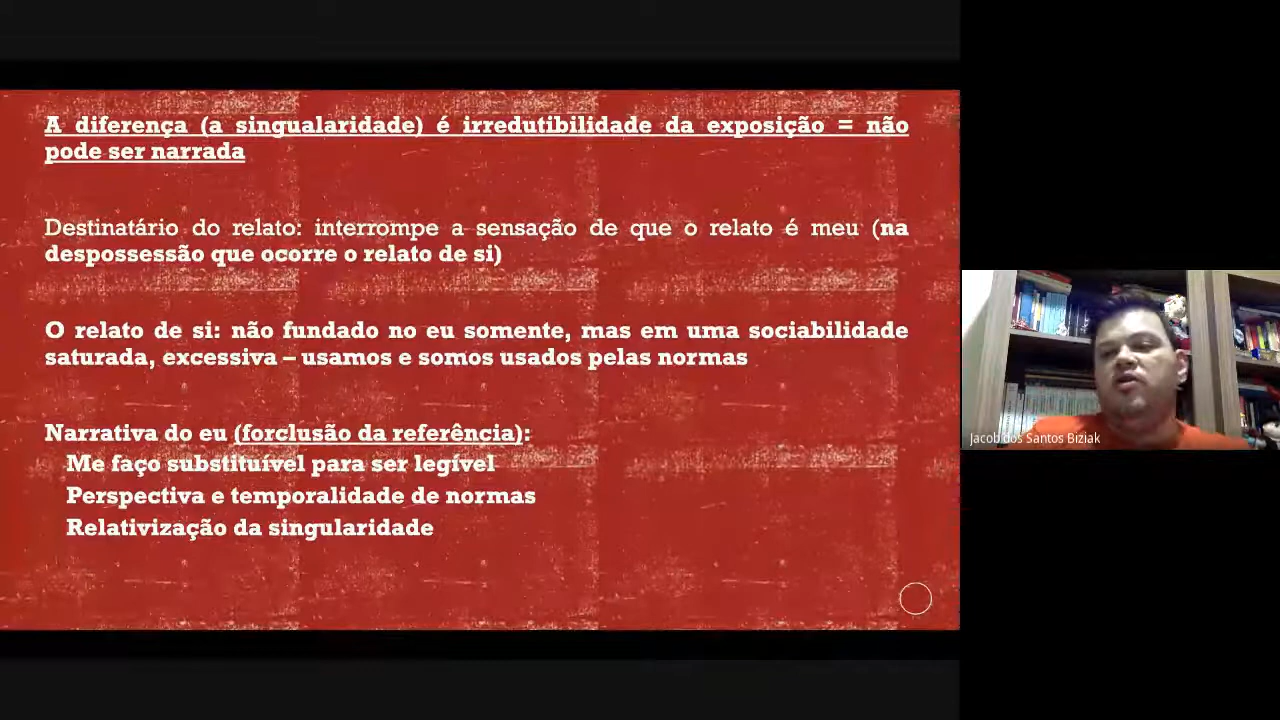 A diferença (a singualaridade) é irredutibilidade da exposição = não
pode ser narrada
Destinatário do relato: interrompe a sensação de que o relato é meu (na
despossessão que ocorre o relato de si)
O relato de si: não fundado no eu somente, mas em uma sociabilidade
saturada, excessiva – usamos e somos usados pelas normas
Narrativa do eu (forclusão da referência):
Me faço substituível para ser legível
Perspectiva e temporalidade de normas
Relativização da singularidade
Jacob dos Santos Biziak